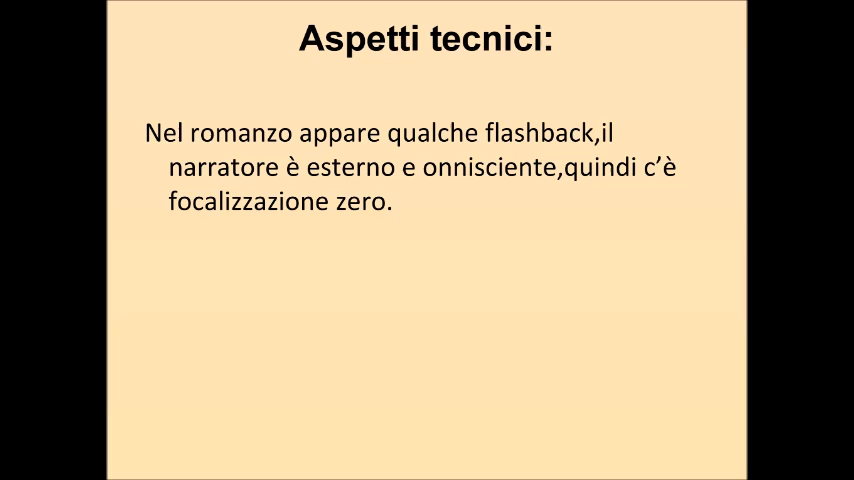 Aspetti tecnici:
Nel romanzo appare qualche flashback,il
narratore è esterno e onnisciente,quindi c’è
focalizzazione zero.